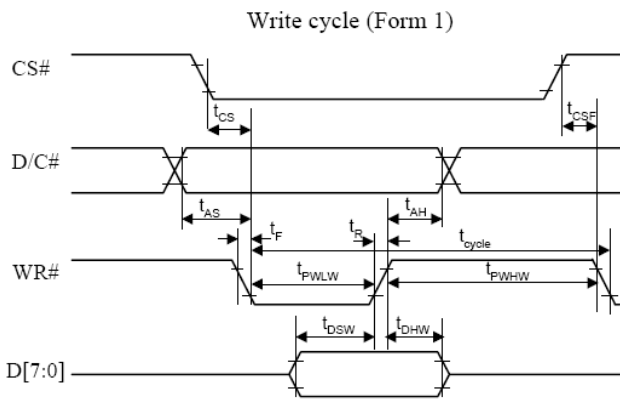 Write cycle (Form 1)
CS#
tCS
tCSF
D/C#
tAS
tAH
tF
tR
tcycle
WR#
tPWLW
tPWHW
tDSW
tDHW
D[7:0]